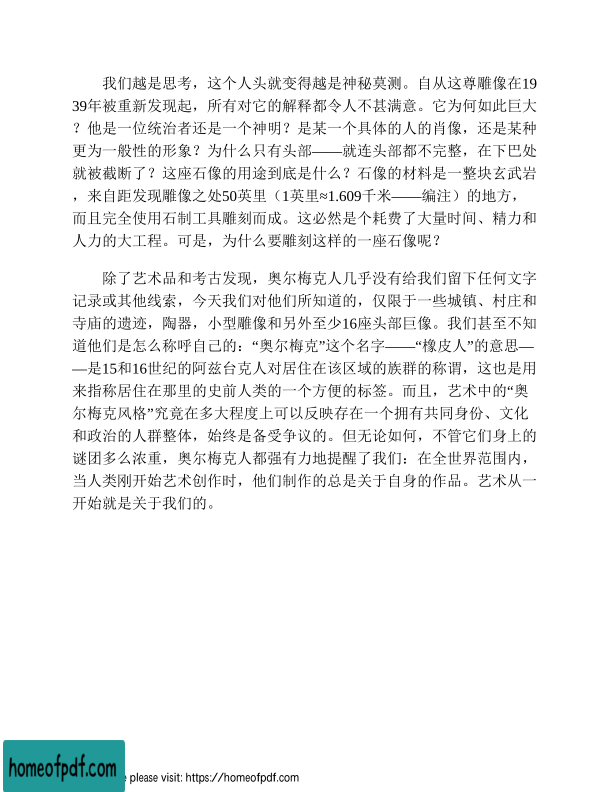 我们越是思考，这个人头就变得越是神秘莫测。自从这尊雕像在19
39年被重新发现起，所有对它的解释都令人不甚满意。它为何如此巨大
？他是一位统治者还是一个神明？是某一个具体的人的肖像，还是某种
更为一般性的形象？为什么只有头部——就连头部都不完整，在下巴处
就被截断了？这座石像的用途到底是什么？石像的材料是一整块玄武岩
，来自距发现雕像之处50英里（1英里≈1.609千米——编注）的地方，
而且完全使用石制工具雕刻而成。这必然是个耗费了大量时间、精力和
人力的大工程。可是，为什么要雕刻这样的一座石像呢？
除了艺术品和考古发现，奥尔梅克人几乎没有给我们留下任何文字
记录或其他线索，今天我们对他们所知道的，仅限于一些城镇、村庄和
寺庙的遗迹，陶器，小型雕像和另外至少16座头部巨像。我们甚至不知
道他们是怎么称呼自己的：“奥尔梅克”这个名字——“橡皮人”的意思—
—是15和16世纪的阿兹台克人对居住在该区域的族群的称谓，这也是用
来指称居住在那里的史前人类的一个方便的标签。而且，艺术中的“奥
尔梅克风格”究竟在多大程度上可以反映存在一个拥有共同身份、文化
和政治的人群整体，始终是备受争议的。但无论如何，不管它们身上的
谜团多么浓重，奥尔梅克人都强有力地提醒了我们：在全世界范围内，
当人类刚开始艺术创作时，他们制作的总是关于自身的作品。艺术从一
开始就是关于我们的。
homeofpdf.com
e please visit: https://homeofpdf.com